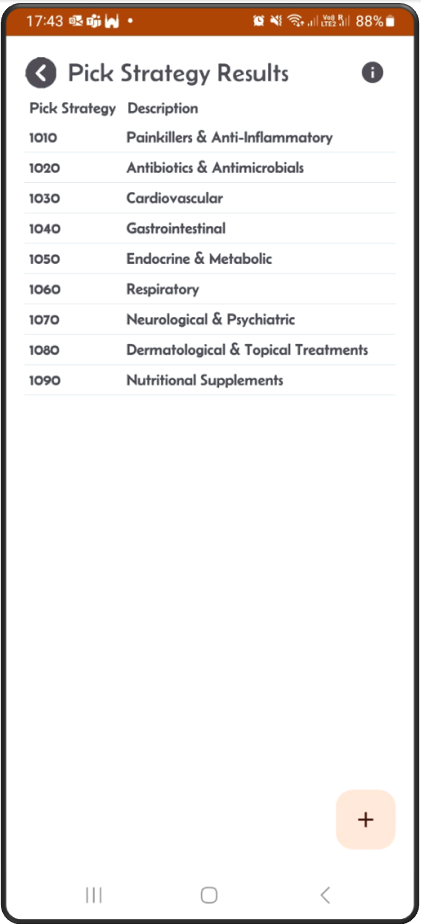 17:43 88%
Pick Strategy Results
Pick Strategy Description
1010 Painkillers & Anti-Inflammatory
1020 Antibiotics & Antimicrobials
1030 Cardiovascular
1040 Gastrointestinal
1050 Endocrine & Metabolic
1060 Respiratory
1070 Neurological & Psychiatric
1080 Dermatological & Topical Treatments
1090 Nutritional Supplements
+